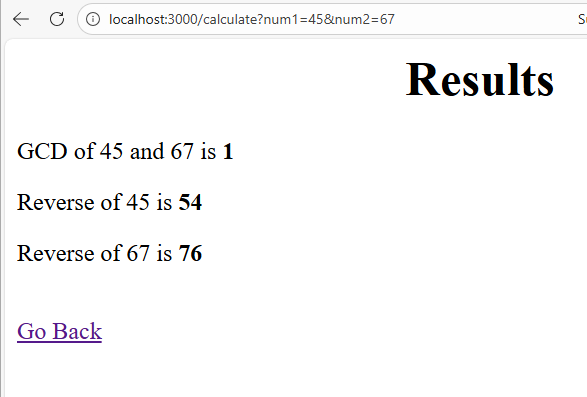 localhost:3000/calculate?num1=45&num2=67
Results
GCD of 45 and 67 is 1
Reverse of 45 is 54
Reverse of 67 is 76
Go Back